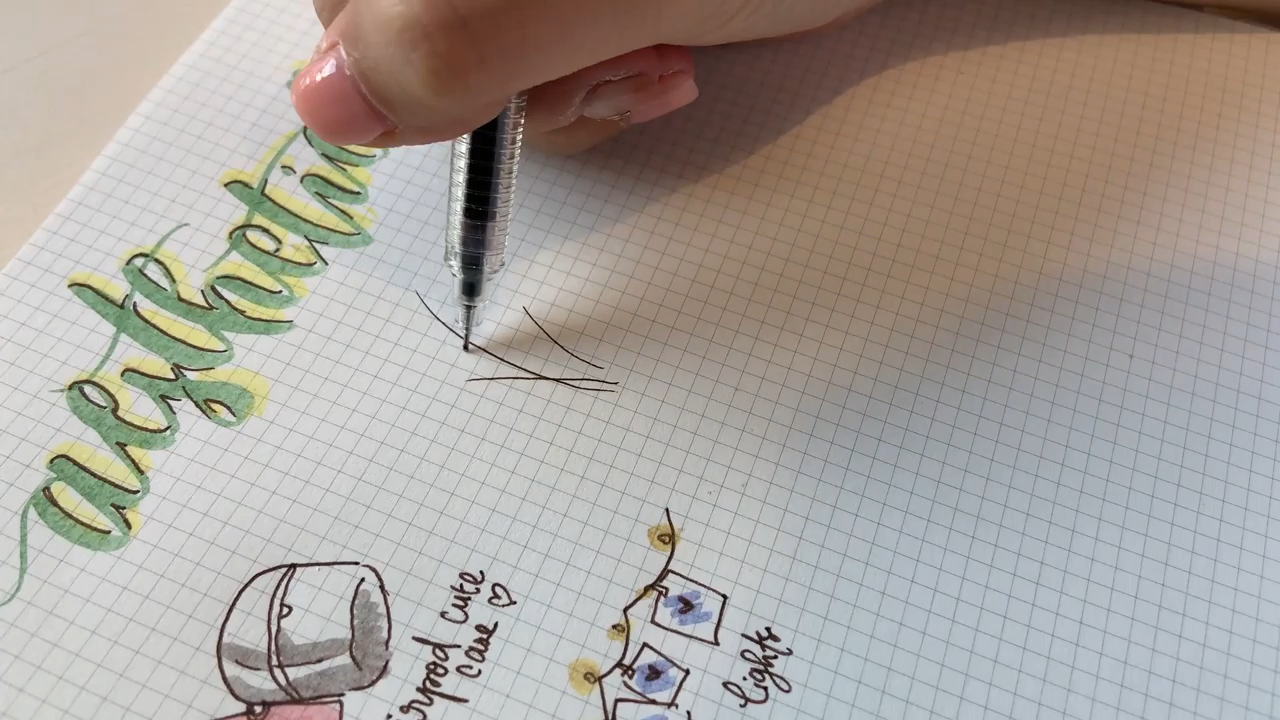 aesthetic
cute
case ♡
lights